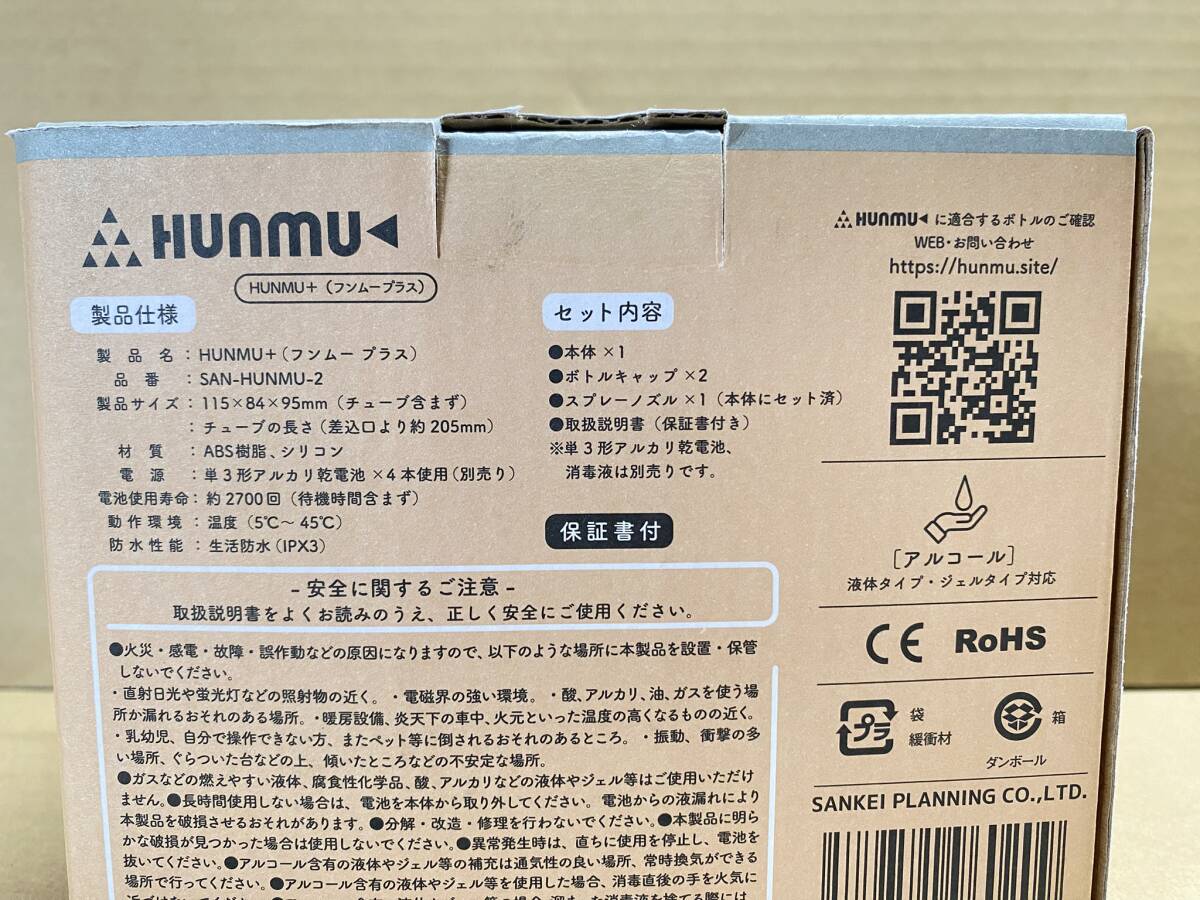 HUNMU
HUNMU+(フンムープラス)
製品仕様
製品名：HUNMU+(フンムー プラス)
品番：SAN-HUNMU-2
製品サイズ：115×84×95mm(チューブ含まず)
：チューブの長さ(差込口より約205mm)
材質：ABS樹脂、シリコン
電源：単3形アルカリ乾電池×4本使用(別売り)
電池使用寿命：約2700回(待機時間含まず)
動作環境：温度(5℃～45℃)
防水性能：生活防水(IPX3)
セット内容
●本体×1
●ボトルキャップ×2
●スプレーノズル×1(本体にセット済)
●取扱説明書(保証書付き)
※単3形アルカリ乾電池、
消毒液は別売りです。
保証書付
-安全に関するご注意-
取扱説明書をよくお読みのうえ、正しく安全にご使用ください。
●火災・感電・故障・誤作動などの原因になりますので、以下のような場所に本製品を設置・保管
しないでください。
・直射日光や蛍光灯などの照射物の近く。・電磁界の強い環境。・酸、アルカリ、油、ガスを使う場
所か漏れるおそれのある場所。・暖房設備、炎天下の車中、火元といった温度の高くなるものの近く。
・乳幼児、自分で操作できない方、またペット等に倒されるおそれのあるところ。・振動、衝撃の多
い場所、ぐらついた台などの上、傾いたところなどの不安定な場所。
●ガスなどの燃えやすい液体、腐食性化学品、酸、アルカリなどの液体やジェル等はご使用いただけ
ません。●長時間使用しない場合は、電池を本体から取り外してください。電池からの液漏れにより
本製品を破損させるおそれがあります。●分解・改造・修理を行わないでください。●本製品に明ら
かな破損が見つかった場合は使用しないでください。●異常発生時は、直ちに使用を停止し、電池を
抜いてください。●アルコール含有の液体やジェル等の補充は通気性の良い場所、常時換気ができる
場所で行ってください。●アルコール含有の液体やジェル等を使用した場合、消毒直後の手を火気に
HUNMU に適合するボトルのご確認
WEB・お問い合わせ
https://hunmu.site/
[アルコール]
液体タイプ・ジェルタイプ対応
CE RoHS
プラ
袋
緩衝材
箱
ダンボール
SANKEI PLANNING CO.,LTD.